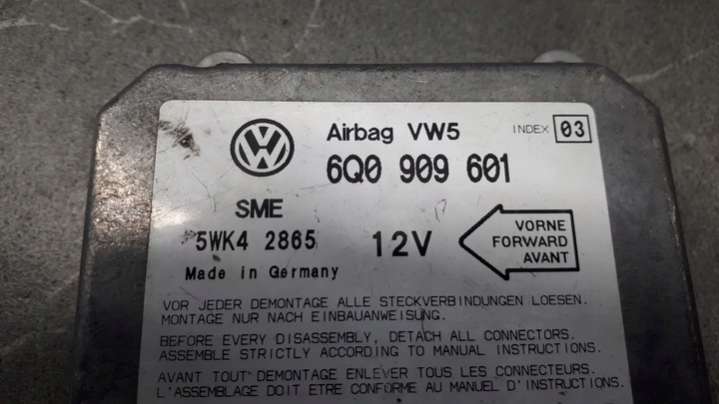 Airbag VW5 INDEX 03
6Q0 909 601
SME
5WK4 2865 12V
VORNE
FORWARD
AVANT
Made in Germany
VOR JEDER DEMONTAGE ALLE STECKVERBINDUNGEN LOESEN.
MONTAGE NUR NACH EINBAUANWEISUNG.
BEFORE EVERY DISASSEMBLY, DETACH ALL CONNECTORS.
ASSEMBLE STRICTLY ACCORDING TO MANUAL INSTRUCTIONS.
AVANT TOUT DEMONTAGE ENLEVER TOUS LES CONNECTEURS.
L'ASSEMBLAGE DOIT ETRE CONFORME AU MANUEL D'INSTRUCTIONS.